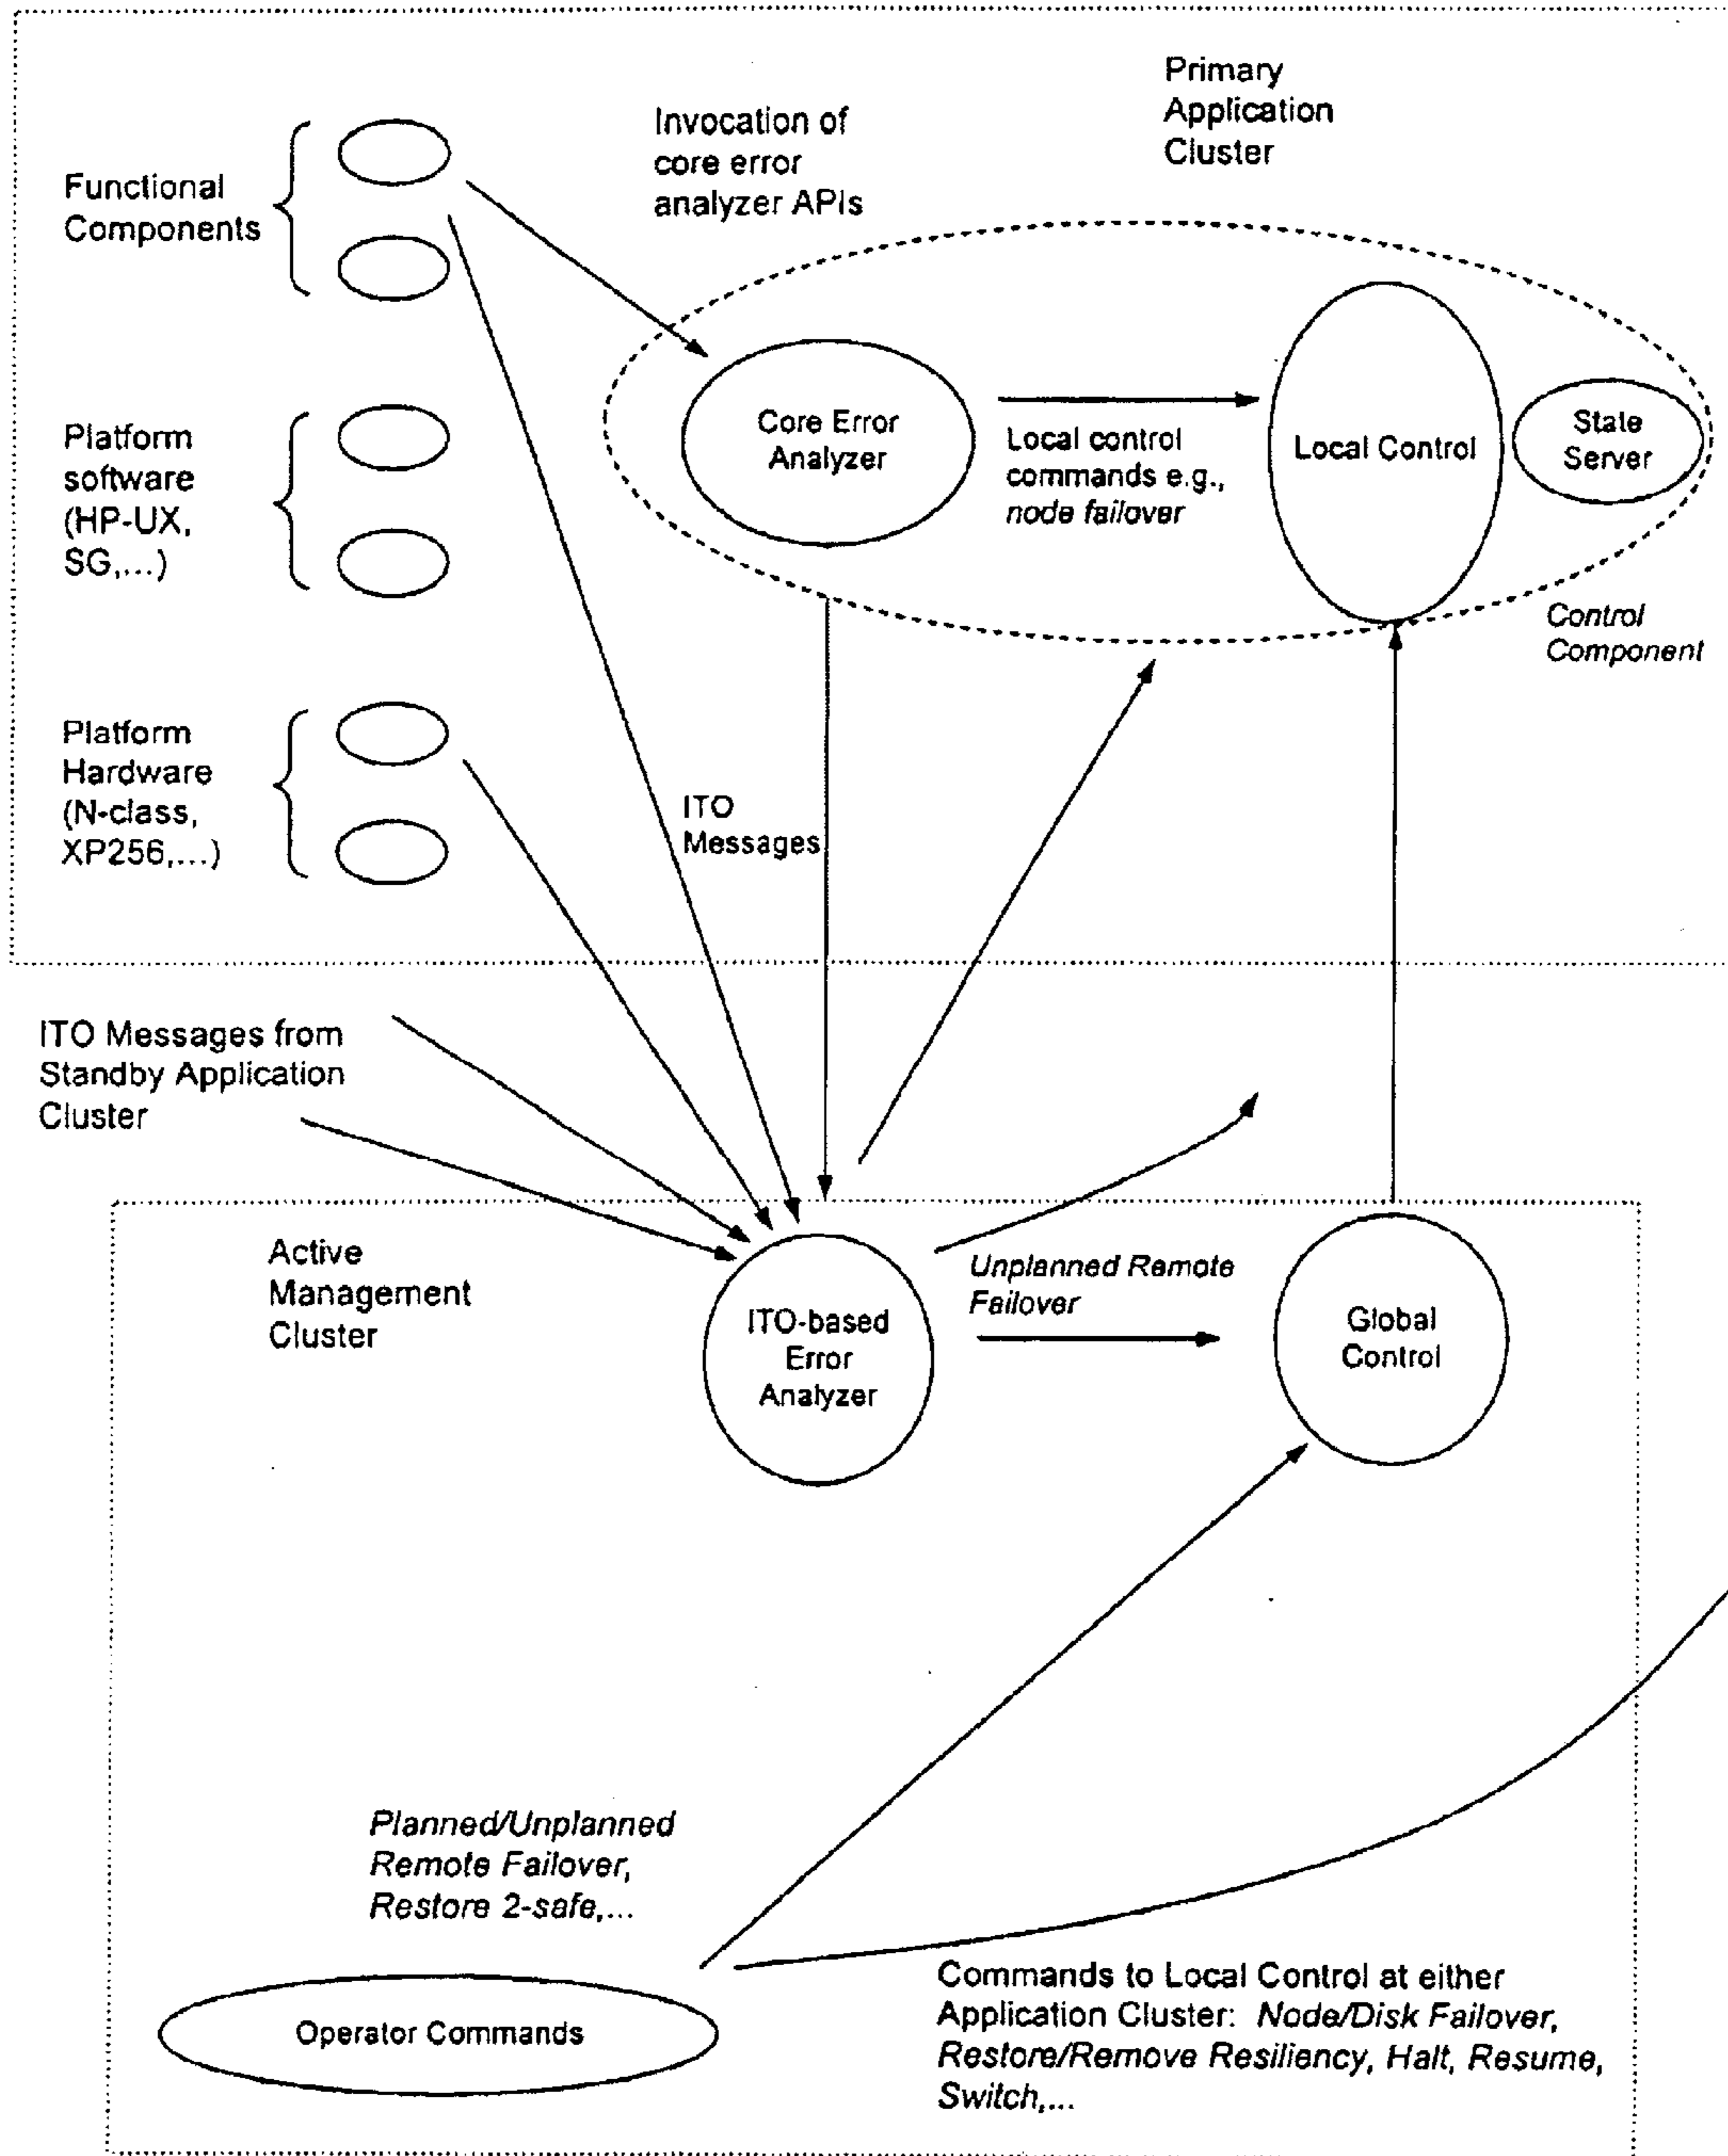 Primary
Application
Cluster
Invocation of
core error
analyzer APIs
Functional
Components
Core Error
Analyzer
Local control
commands e.g.,
node failover
Local Control
State
Server
Platform
software
(HP-UX,
SG,...)
Control
Component
Platform
Hardware
(N-class,
XP256,...)
ITO
Messages
ITO Messages from
Standby Application
Cluster
Active
Management
Cluster
ITO-based
Error
Analyzer
Unplanned Remote
Failover
Global
Control
Planned/Unplanned
Remote Failover,
Restore 2-safe,...
Operator Commands
Commands to Local Control at either
Application Cluster: Node/Disk Failover,
Restore/Remove Resiliency, Halt, Resume,
Switch,...